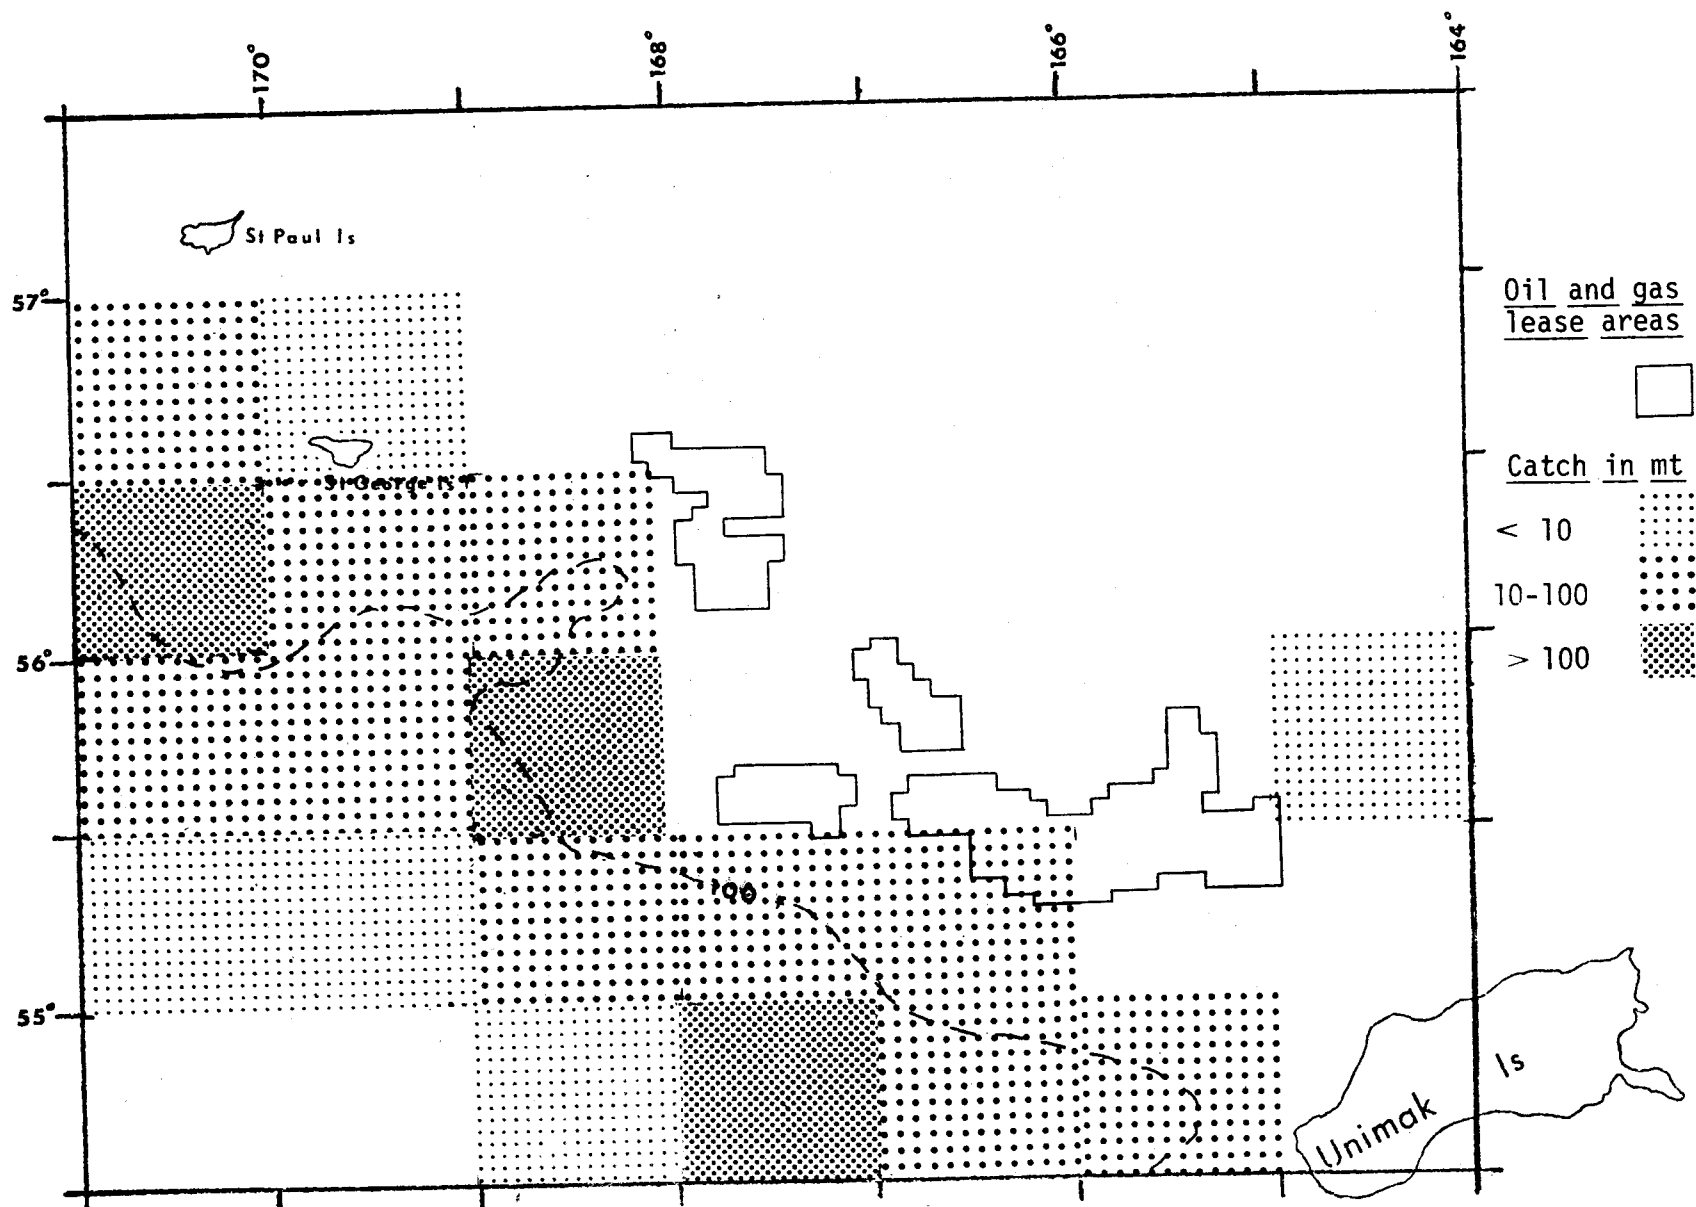 170°
168°
166°
164°
St Paul Is
57°
Oil and gas
lease areas
St George Is
Catch in mt
< 10
10-100
56°
> 100
100
55°
Unimak Is